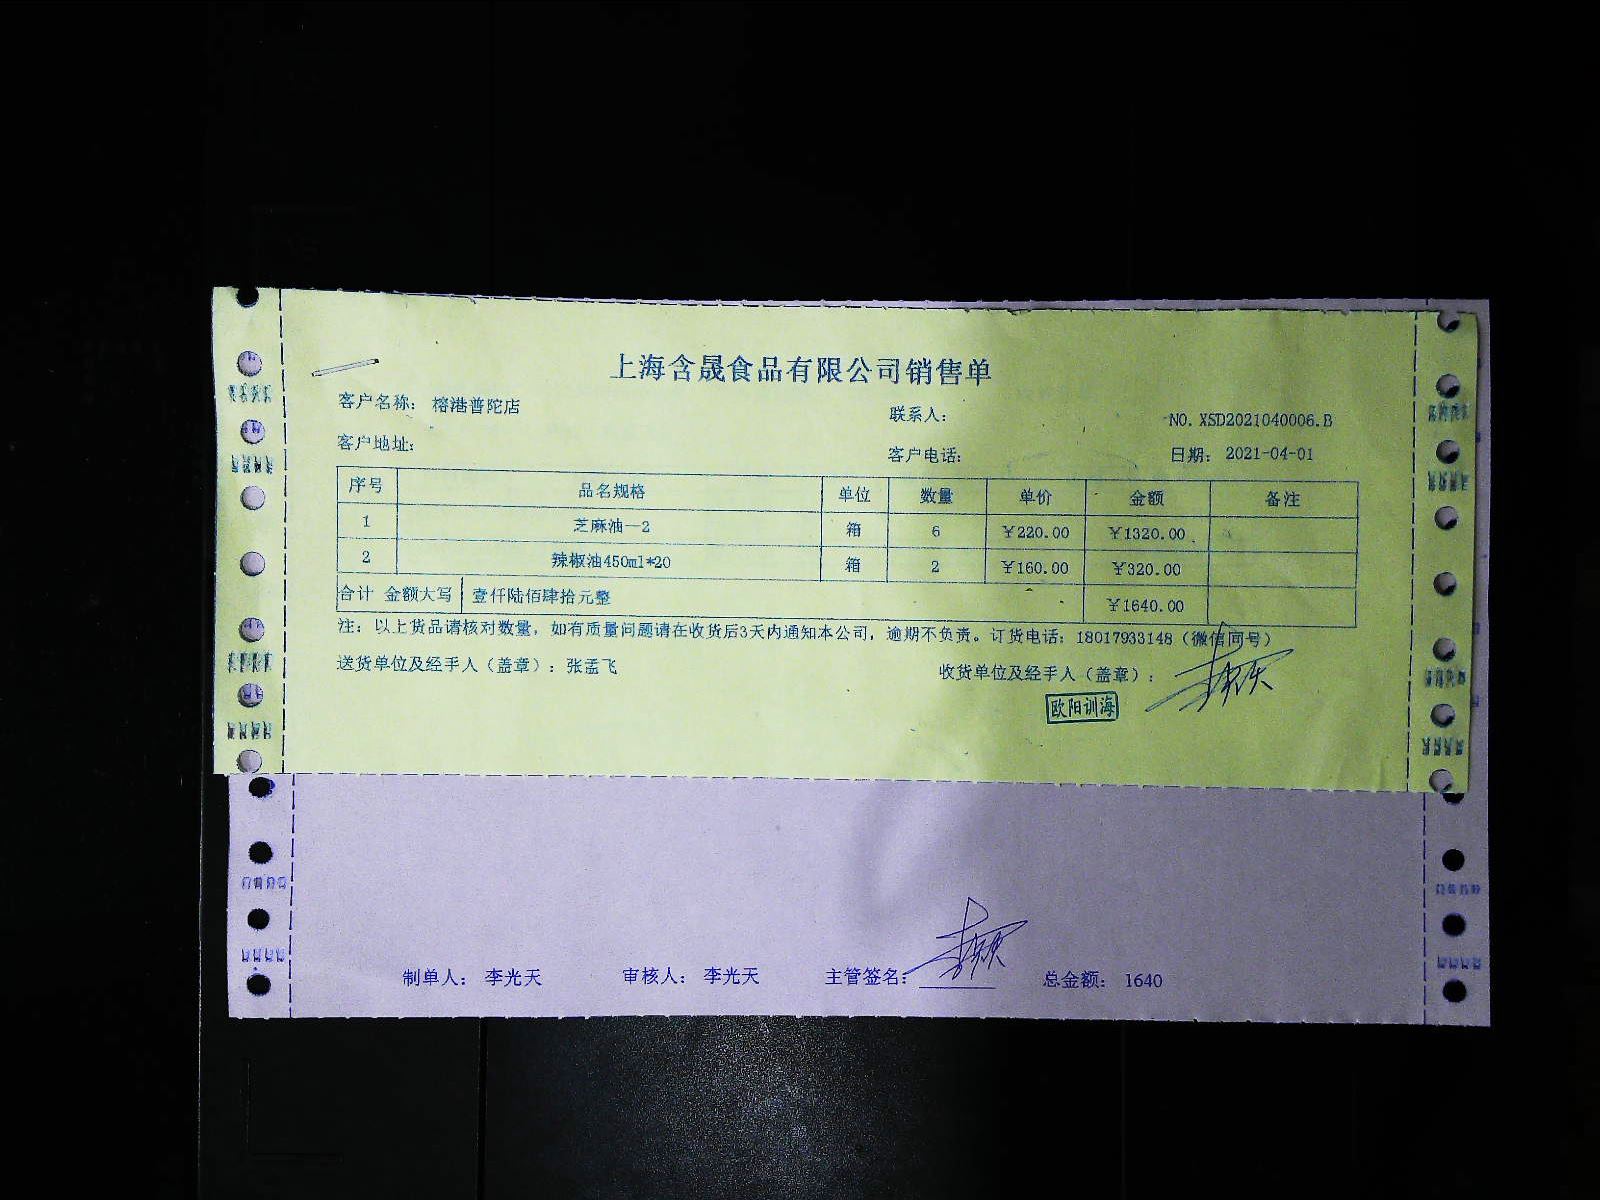 上海含晟食品有限公司销售单
客户名称： 榕港普陀店 联系人： NO. XSD2021040006.B
客户地址： 客户电话： 日期： 2021-04-01
序号 品名规格 单位 数量 单价 金额 备注
1 芝麻油—2 箱 6 ￥220.00 ￥1320.00
2 辣椒油450ml*20 箱 2 ￥160.00 ￥320.00
合计 金额大写 壹仟陆佰肆拾元整 ￥1640.00
注：以上货品请核对数量，如有质量问题请在收货后3天内通知本公司，逾期不负责。订货电话：18017933148（微信同号）
送货单位及经手人（盖章）：张孟飞 收货单位及经手人（盖章）：
欧阳训海
制单人： 李光天 审核人： 李光天 主管签名： 总金额： 1640